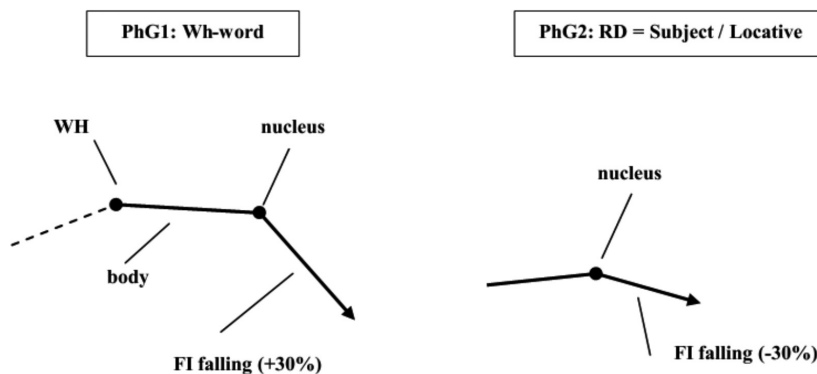 PhG1: Wh-word
PhG2: RD = Subject / Locative
WH
nucleus
body
FI falling (+30%)
nucleus
FI falling (-30%)